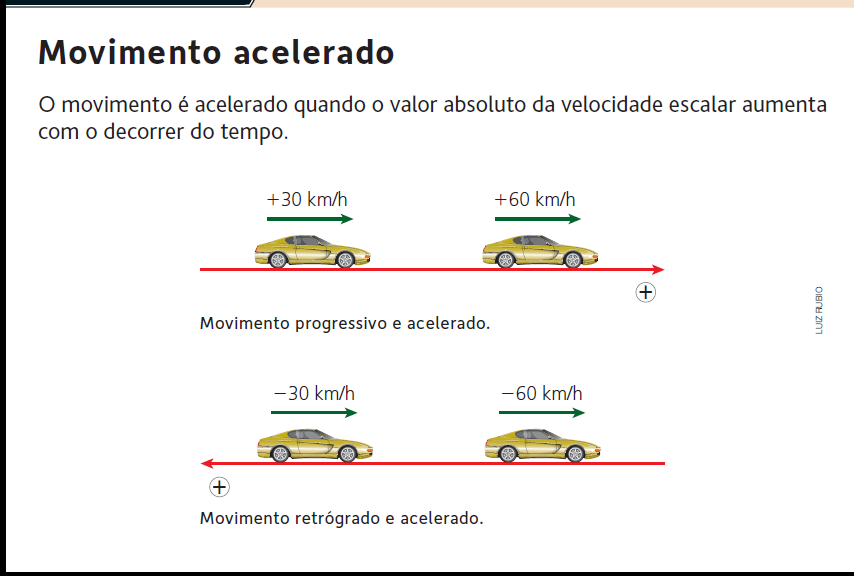 Movimento acelerado
O movimento é acelerado quando o valor absoluto da velocidade escalar aumenta
com o decorrer do tempo.
+30 km/h
+60 km/h
+
LUIZ RUBIO
Movimento progressivo e acelerado.
−30 km/h
−60 km/h
+
Movimento retrógrado e acelerado.